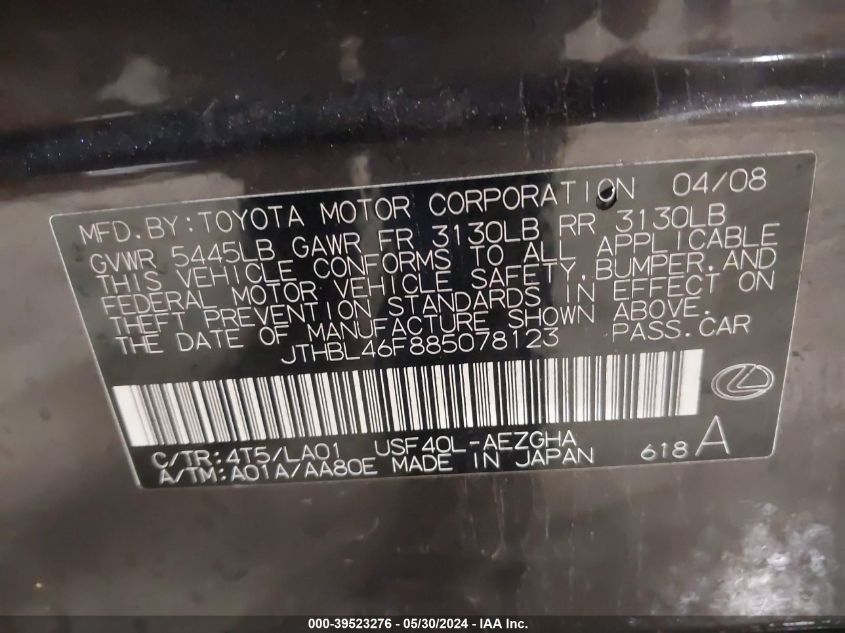 MFD.BY:TOYOTA MOTOR CORPORATION 04/08
GVWR 5445LB GAWR FR 3130LB RR 3130LB
THIS VEHICLE CONFORMS TO ALL APPLICABLE
FEDERAL MOTOR VEHICLE SAFETY,BUMPER,AND
THEFT PREVENTION STANDARDS IN EFFECT ON
THE DATE OF MANUFACTURE SHOWN ABOVE.
JTHBL46F885078123 PASS.CAR
C/TR:4T5/LA01 USF40L-AEZGHA
A/TM:A01A/AA80E MADE IN JAPAN 618 A
000-39523276 - 05/30/2024 - IAA Inc.